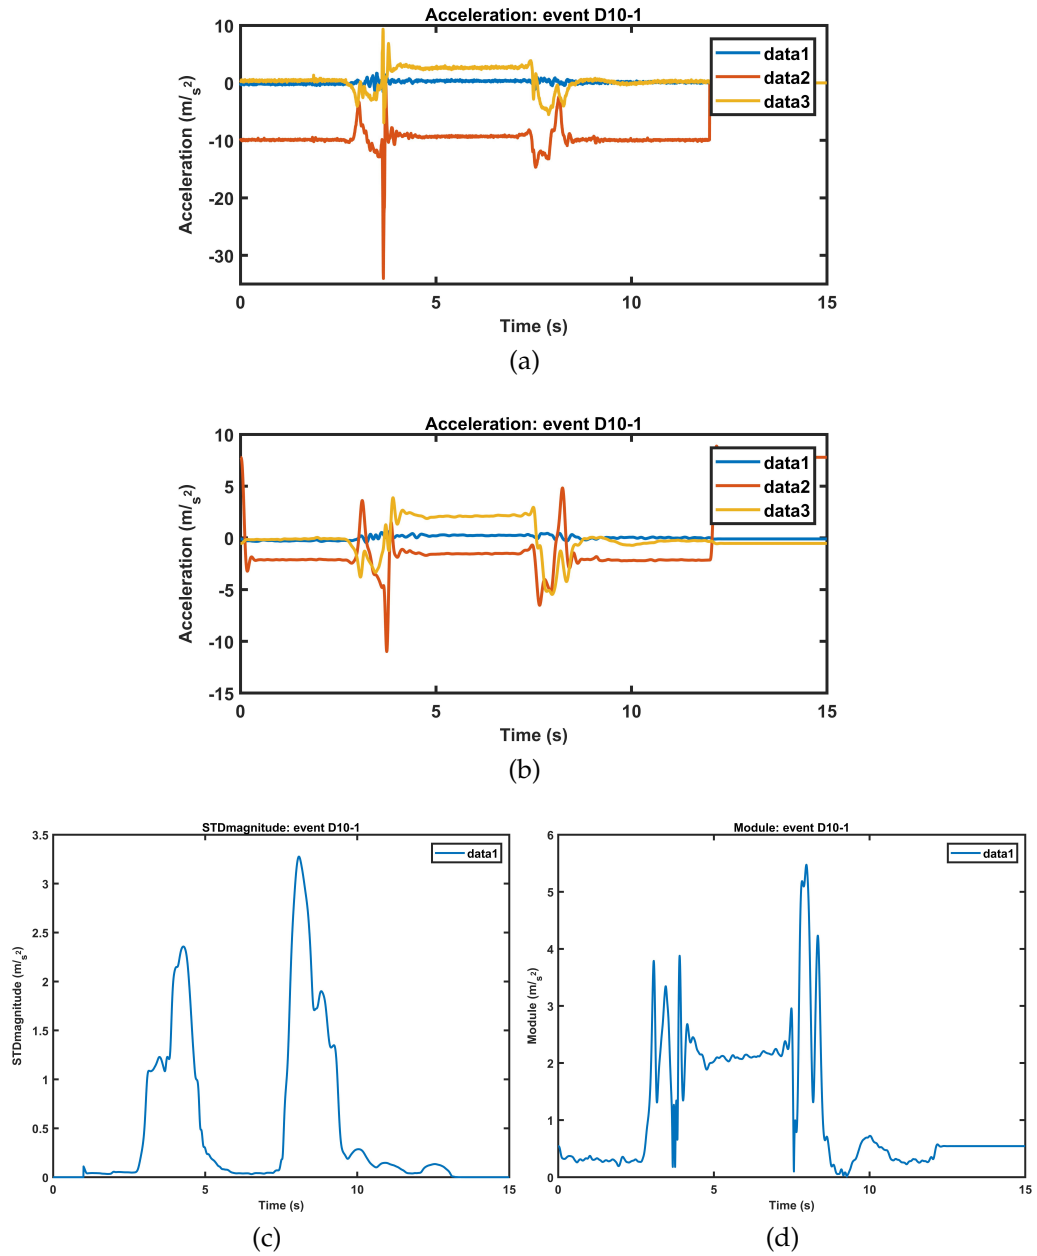 Acceleration: event D10-1
10
0
-10
-20
-30
Acceleration (m/s²)
data1
data2
data3
0 5 10 15
Time (s)
(a)
Acceleration: event D10-1
10
5
0
-5
-10
-15
Acceleration (m/s²)
data1
data2
data3
0 5 10 15
Time (s)
(b)
STDmagnitude: event D10-1
3.5
3
2.5
2
1.5
1
0.5
0
STDmagnitude (m/s²)
data1
0 5 10 15
Time (s)
(c)
Module: event D10-1
6
5
4
3
2
1
0
Module (m/s²)
data1
0 5 10 15
Time (s)
(d)